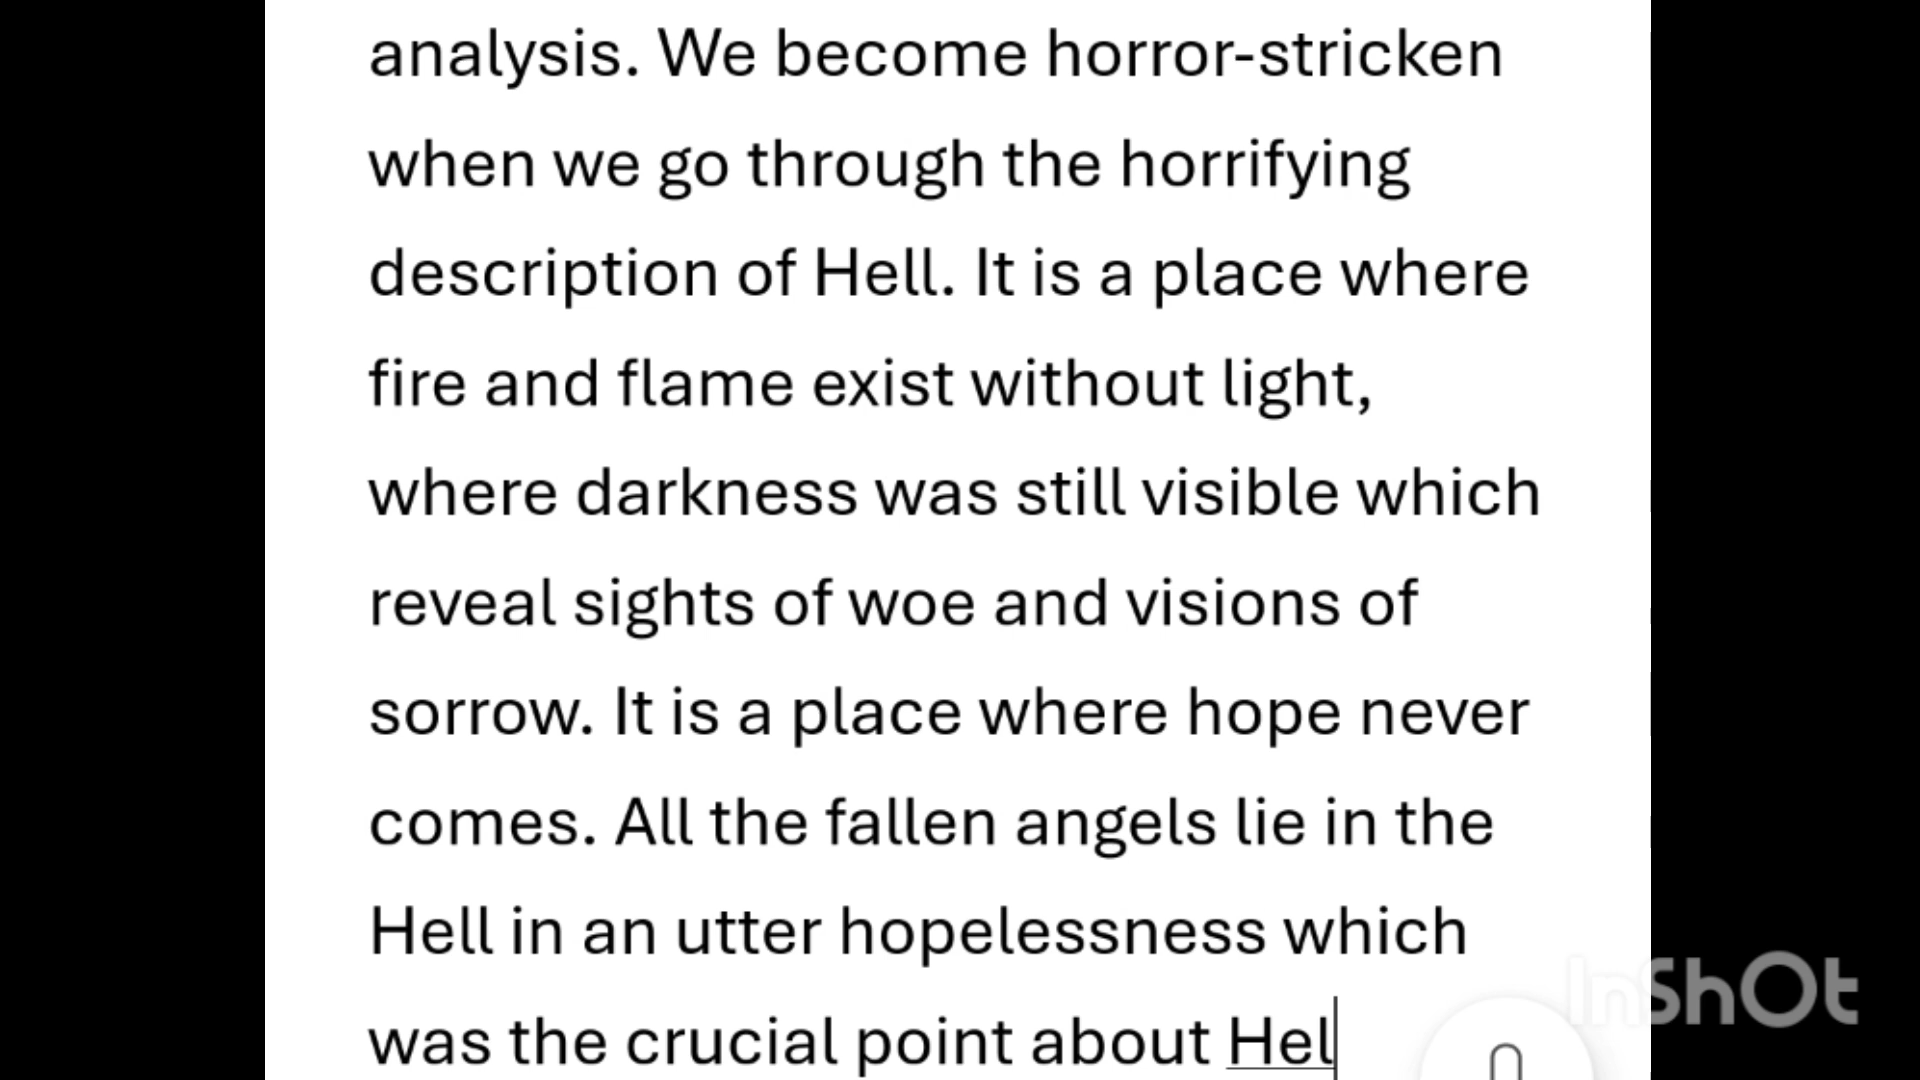 analysis. We become horror-stricken
when we go through the horrifying
description of Hell. It is a place where
fire and flame exist without light,
where darkness was still visible which
reveal sights of woe and visions of
sorrow. It is a place where hope never
comes. All the fallen angels lie in the
Hell in an utter hopelessness which
was the crucial point about Hel
InShOt